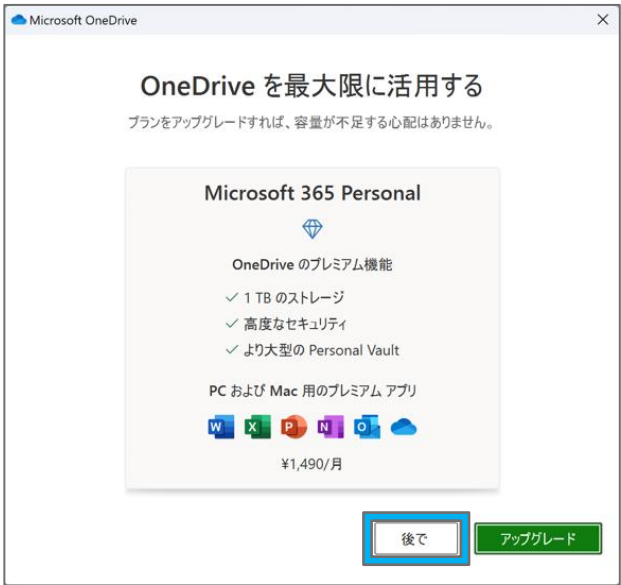 Microsoft OneDrive
OneDrive を最大限に活用する
プランをアップグレードすれば、容量が不足する心配はありません。
Microsoft 365 Personal
OneDrive のプレミアム機能
✓ 1 TB のストレージ
✓ 高度なセキュリティ
✓ より大型の Personal Vault
PC および Mac 用のプレミアム アプリ
W X P N O
¥1,490/月
後で アップグレード